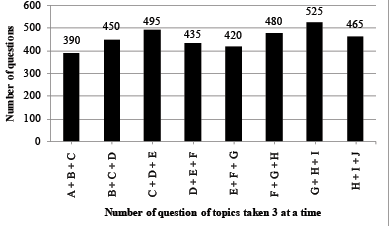 Number of questions
600
500
400
300
200
100
0
390
450
495
435
420
480
525
465
A + B + C
B + C + D
C + D + E
D + E + F
E + F + G
F + G + H
G + H + I
H + I + J
Number of question of topics taken 3 at a time